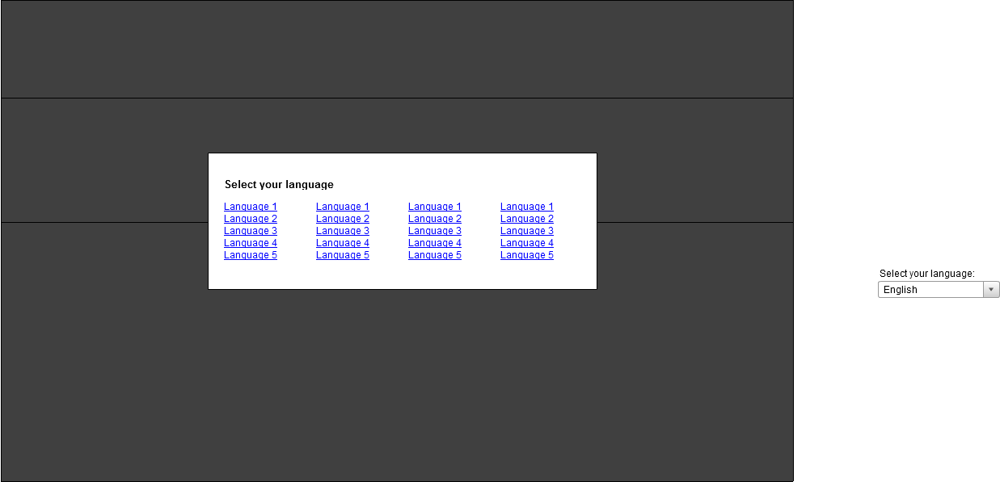 Select your language
Language 1 Language 1 Language 1 Language 1
Language 2 Language 2 Language 2 Language 2
Language 3 Language 3 Language 3 Language 3
Language 4 Language 4 Language 4 Language 4
Language 5 Language 5 Language 5 Language 5
Select your language:
English